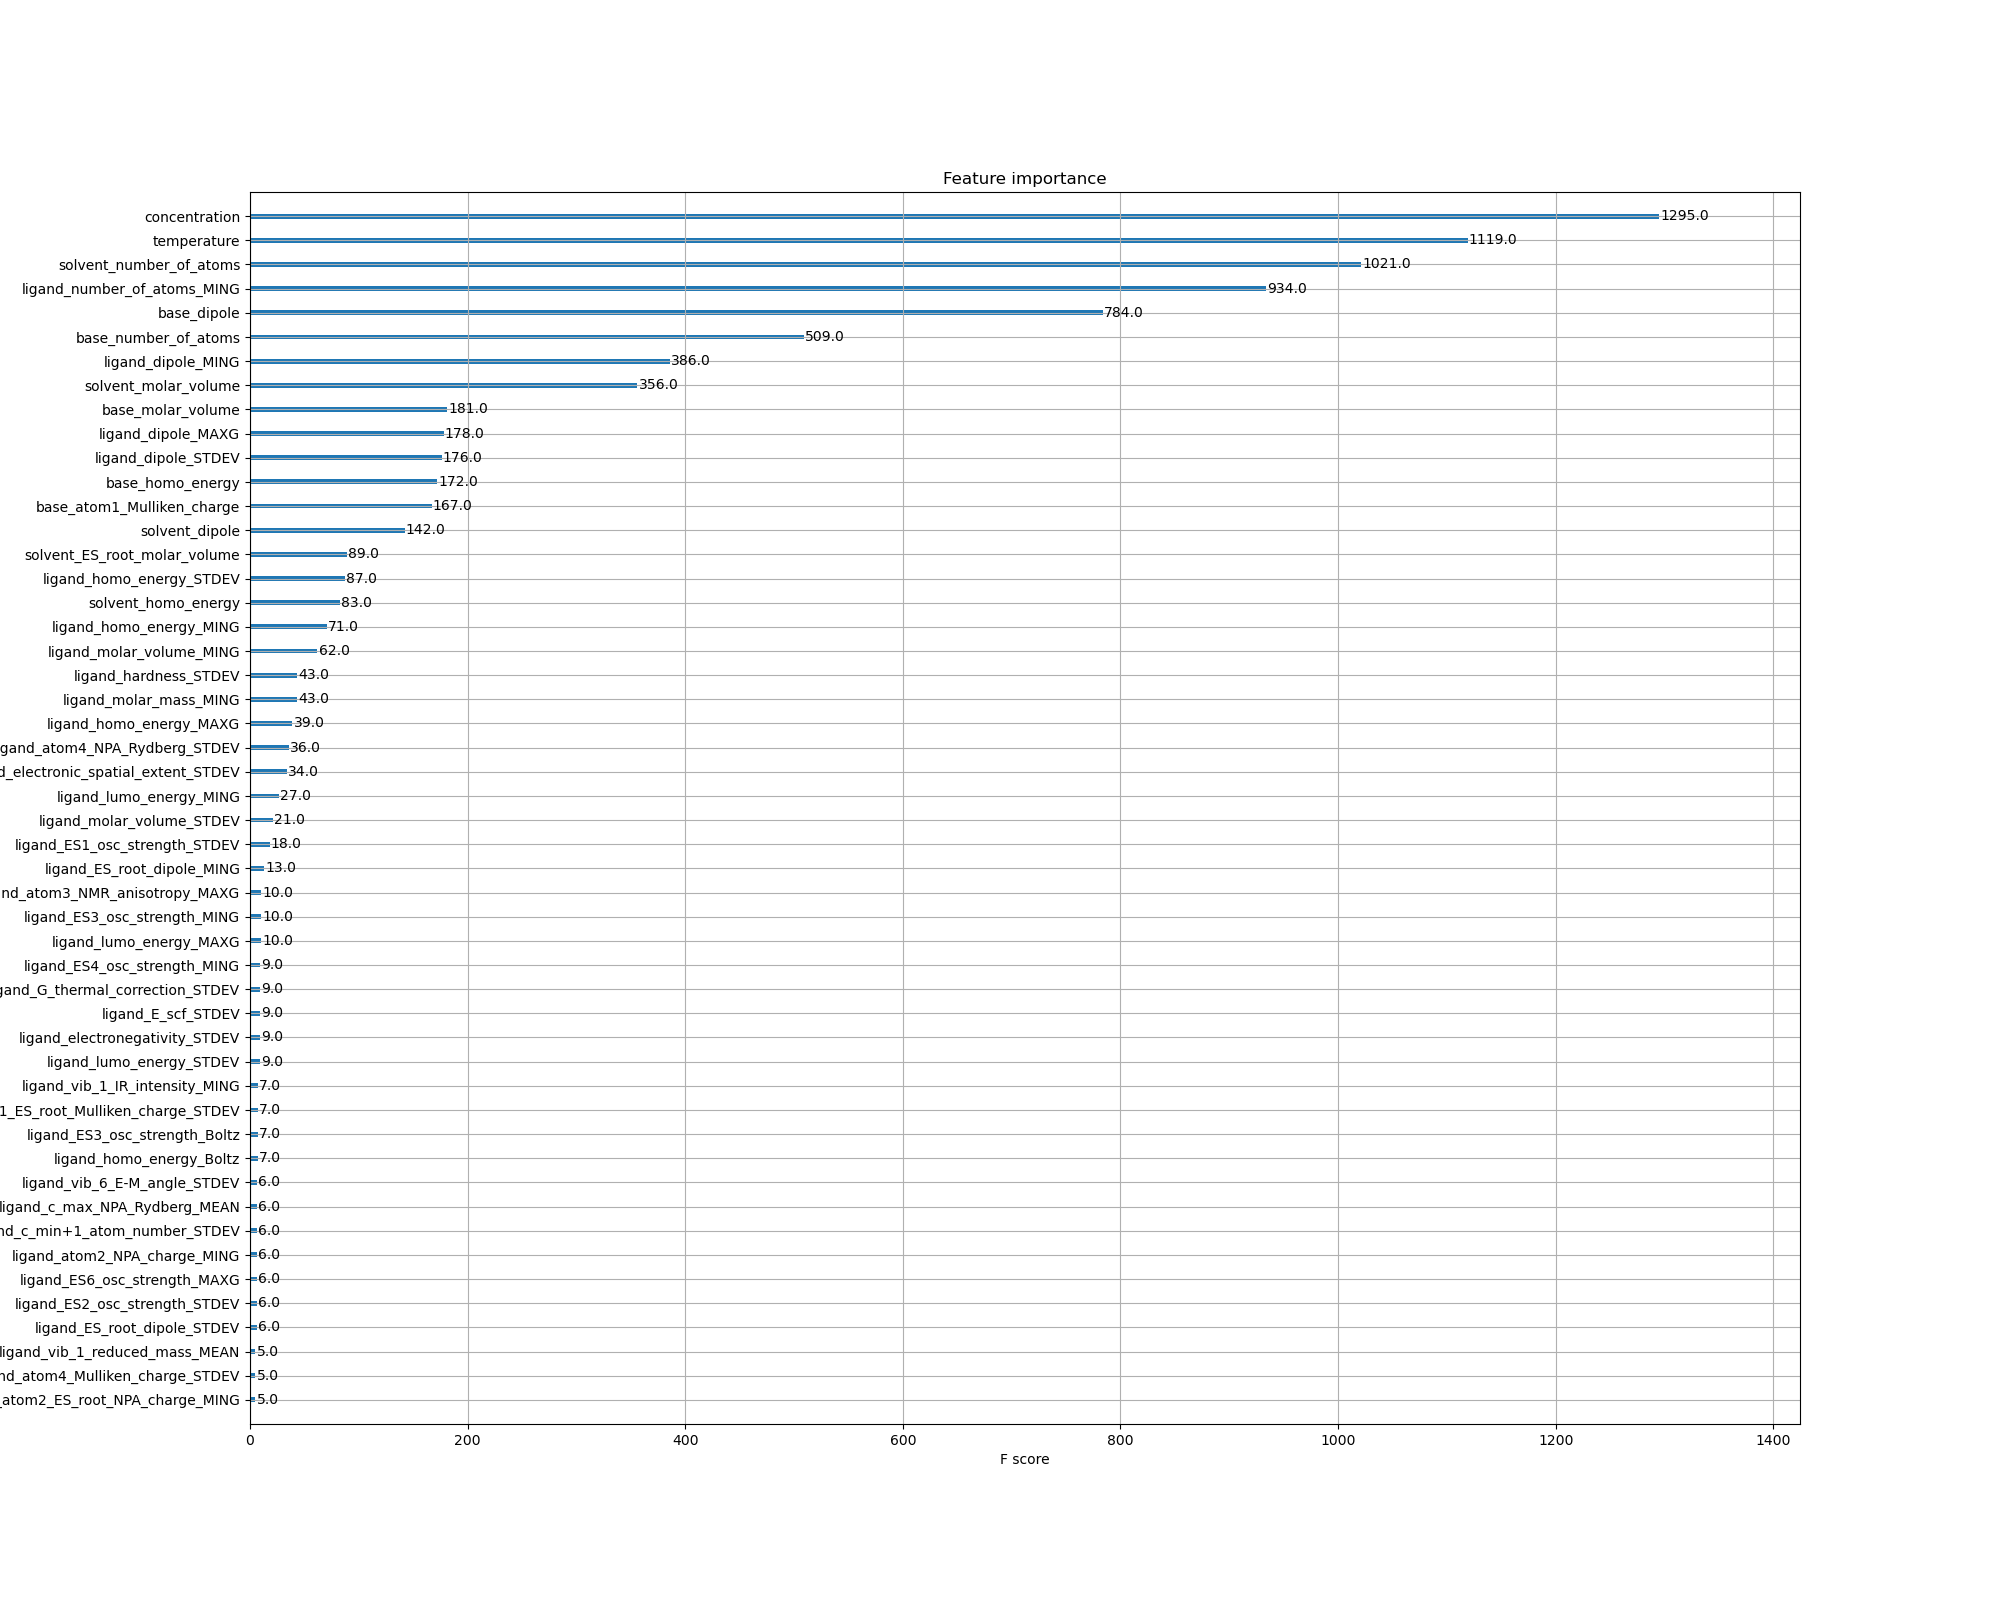 Feature importance
concentration 1295.0
temperature 1119.0
solvent_number_of_atoms 1021.0
ligand_number_of_atoms_MING 934.0
base_dipole 784.0
base_number_of_atoms 509.0
ligand_dipole_MING 386.0
solvent_molar_volume 356.0
base_molar_volume 181.0
ligand_dipole_MAXG 178.0
ligand_dipole_STDEV 176.0
base_homo_energy 172.0
base_atom1_Mulliken_charge 167.0
solvent_dipole 142.0
solvent_ES_root_molar_volume 89.0
ligand_homo_energy_STDEV 87.0
solvent_homo_energy 83.0
ligand_homo_energy_MING 71.0
ligand_molar_volume_MING 62.0
ligand_hardness_STDEV 43.0
ligand_molar_mass_MING 43.0
ligand_homo_energy_MAXG 39.0
gand_atom4_NPA_Rydberg_STDEV 36.0
d_electronic_spatial_extent_STDEV 34.0
ligand_lumo_energy_MING 27.0
ligand_molar_volume_STDEV 21.0
ligand_ES1_osc_strength_STDEV 18.0
ligand_ES_root_dipole_MING 13.0
nd_atom3_NMR_anisotropy_MAXG 10.0
ligand_ES3_osc_strength_MING 10.0
ligand_lumo_energy_MAXG 10.0
ligand_ES4_osc_strength_MING 9.0
gand_G_thermal_correction_STDEV 9.0
ligand_E_scf_STDEV 9.0
ligand_electronegativity_STDEV 9.0
ligand_lumo_energy_STDEV 9.0
ligand_vib_1_IR_intensity_MING 7.0
1_ES_root_Mulliken_charge_STDEV 7.0
ligand_ES3_osc_strength_Boltz 7.0
ligand_homo_energy_Boltz 7.0
ligand_vib_6_E-M_angle_STDEV 6.0
ligand_c_max_NPA_Rydberg_MEAN 6.0
nd_c_min+1_atom_number_STDEV 6.0
ligand_atom2_NPA_charge_MING 6.0
ligand_ES6_osc_strength_MAXG 6.0
ligand_ES2_osc_strength_STDEV 6.0
ligand_ES_root_dipole_STDEV 6.0
ligand_vib_1_reduced_mass_MEAN 5.0
nd_atom4_Mulliken_charge_STDEV 5.0
_atom2_ES_root_NPA_charge_MING 5.0
0 200 400 600 800 1000 1200 1400
F score